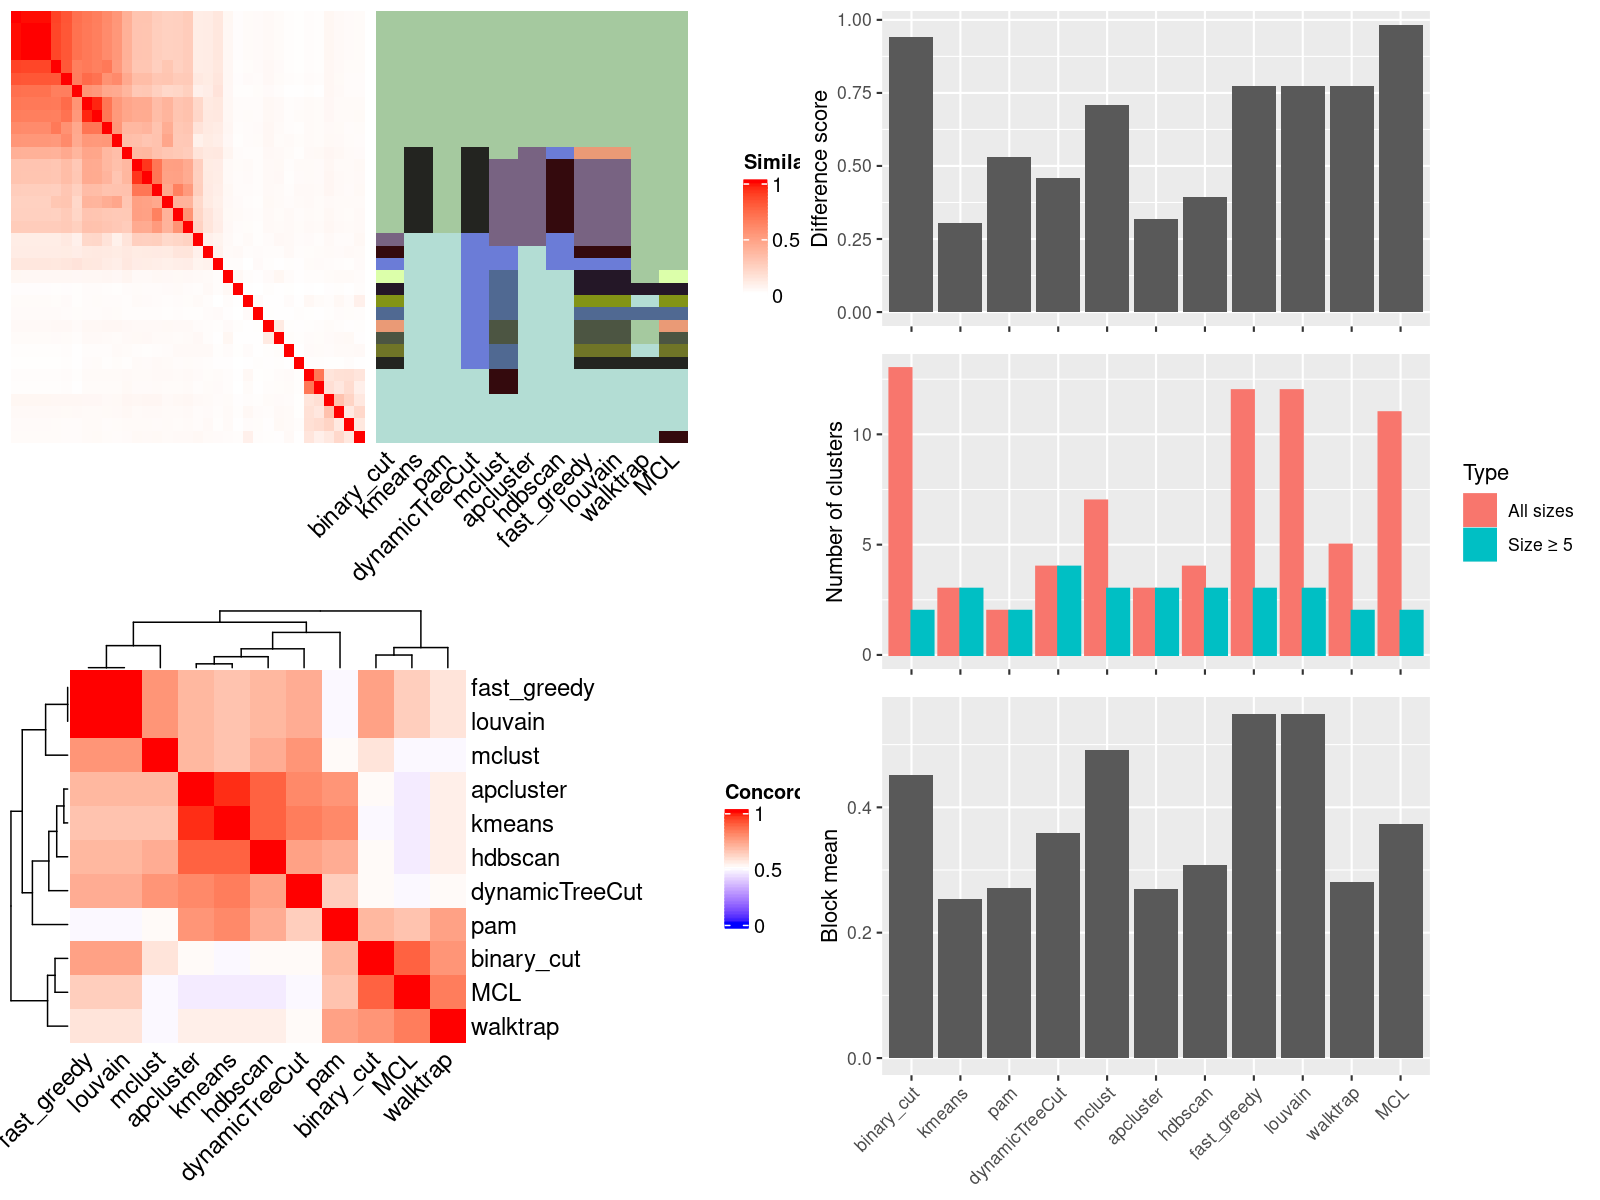 Simila
1
0.5
0
binary_cut
kmeans
pam
dynamicTreeCut
mclust
apcluster
hdbscan
fast_greedy
louvain
walktrap
MCL
fast_greedy
louvain
mclust
apcluster
kmeans
hdbscan
dynamicTreeCut
pam
binary_cut
MCL
walktrap
fast_greedy
louvain
mclust
apcluster
kmeans
hdbscan
dynamicTreeCut
pam
binary_cut
MCL
walktrap
Concord
1
0.5
0
Difference score
1.00
0.75
0.50
0.25
0.00
Number of clusters
10
5
0
Type
All sizes
Size ≥ 5
Block mean
0.4
0.2
0.0
binary_cut
kmeans
pam
dynamicTreeCut
mclust
apcluster
hdbscan
fast_greedy
louvain
walktrap
MCL